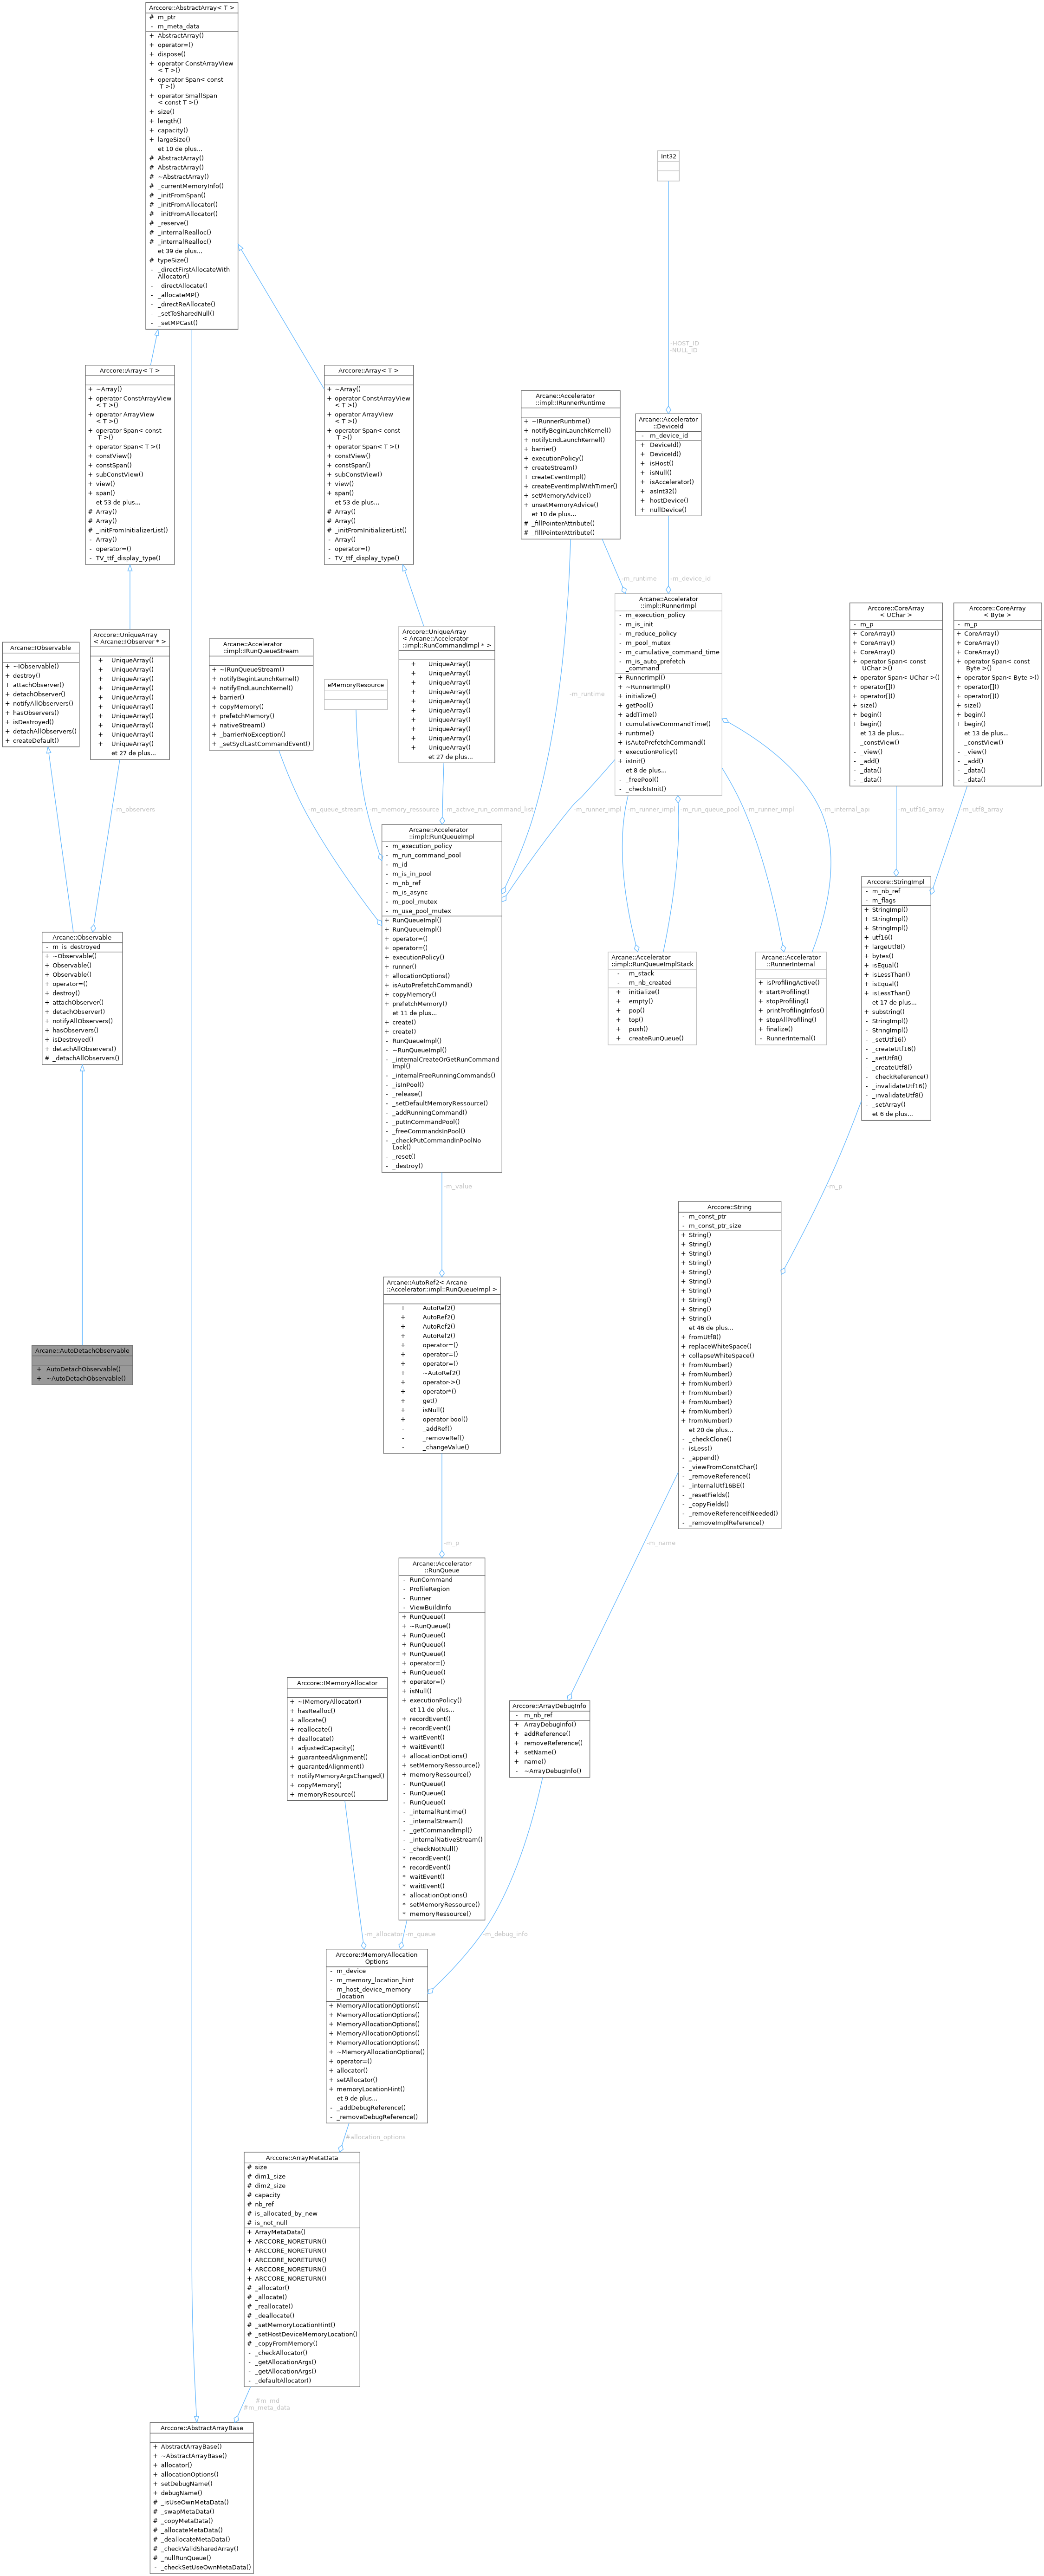 Arccore::AbstractArray< T >
# m_ptr
- m_meta_data
+ AbstractArray()
+ operator=()
+ dispose()
+ operator ConstArrayView
< T >()
+ operator Span< const
T >()
+ operator SmallSpan
< const T >()
+ size()
+ length()
+ capacity()
+ largeSize()
et 10 de plus...
# AbstractArray()
# AbstractArray()
# ~AbstractArray()
# _currentMemoryInfo()
# _initFromSpan()
# _initFromAllocator()
# _initFromAllocator()
# _reserve()
# _internalRealloc()
# _internalRealloc()
et 39 de plus...
# typeSize()
- _directFirstAllocateWith
Allocator()
- _directAllocate()
- _allocateMP()
- _directReAllocate()
- _setToSharedNull()
- _setMPCast()
Int32
-HOST_ID
-NULL_ID
Arccore::Array< T >
+ ~Array()
+ operator ConstArrayView
< T >()
+ operator ArrayView
< T >()
+ operator Span< const
T >()
+ operator Span< T >()
+ constView()
+ constSpan()
+ subConstView()
+ view()
+ span()
et 53 de plus...
# Array()
# Array()
# _initFromInitializerList()
- Array()
- operator=()
- TV_ttf_display_type()
Arccore::Array< T >
+ ~Array()
+ operator ConstArrayView
< T >()
+ operator ArrayView
< T >()
+ operator Span< const
T >()
+ operator Span< T >()
+ constView()
+ constSpan()
+ subConstView()
+ view()
+ span()
et 53 de plus...
# Array()
# Array()
# _initFromInitializerList()
- Array()
- operator=()
- TV_ttf_display_type()
Arcane::Accelerator
::impl::IRunnerRuntime
+ ~IRunnerRuntime()
+ notifyBeginLaunchKernel()
+ notifyEndLaunchKernel()
+ barrier()
+ executionPolicy()
+ createStream()
+ createEventImpl()
+ createEventImplWithTimer()
+ setMemoryAdvice()
+ unsetMemoryAdvice()
et 10 de plus...
# _fillPointerAttribute()
# _fillPointerAttribute()
Arcane::Accelerator
::DeviceId
- m_device_id
+ DeviceId()
+ DeviceId()
+ isHost()
+ isNull()
+ isAccelerator()
+ asInt32()
+ hostDevice()
+ nullDevice()
-m_runtime
-m_device_id
Arcane::IObservable
+ ~IObservable()
+ destroy()
+ attachObserver()
+ detachObserver()
+ notifyAllObservers()
+ hasObservers()
+ isDestroyed()
+ detachAllObservers()
+ createDefault()
Arccore::UniqueArray
< Arcane::IObserver * >
+ UniqueArray()
+ UniqueArray()
+ UniqueArray()
+ UniqueArray()
+ UniqueArray()
+ UniqueArray()
+ UniqueArray()
+ UniqueArray()
+ UniqueArray()
+ UniqueArray()
et 27 de plus...
Arcane::Accelerator
::impl::IRunQueueStream
+ ~IRunQueueStream()
+ notifyBeginLaunchKernel()
+ notifyEndLaunchKernel()
+ barrier()
+ copyMemory()
+ prefetchMemory()
+ nativeStream()
+ _barrierNoException()
+ _setSyclLastCommandEvent()
eMemoryResource
Arccore::UniqueArray
< Arcane::Accelerator
::impl::RunCommandImpl * >
+ UniqueArray()
+ UniqueArray()
+ UniqueArray()
+ UniqueArray()
+ UniqueArray()
+ UniqueArray()
+ UniqueArray()
+ UniqueArray()
+ UniqueArray()
+ UniqueArray()
et 27 de plus...
-m_runtime
Arcane::Accelerator
::impl::RunnerImpl
- m_execution_policy
- m_is_init
- m_reduce_policy
- m_pool_mutex
- m_cumulative_command_time
- m_is_auto_prefetch
_command
+ RunnerImpl()
+ ~RunnerImpl()
+ initialize()
+ getPool()
+ addTime()
+ cumulativeCommandTime()
+ runtime()
+ isAutoPrefetchCommand()
+ executionPolicy()
+ isInit()
et 8 de plus...
- _freePool()
- _checkIsInit()
Arccore::CoreArray
< UChar >
- m_p
+ CoreArray()
+ CoreArray()
+ CoreArray()
+ operator Span< const
UChar >()
+ operator Span< UChar >()
+ operator[]()
+ operator[]()
+ size()
+ begin()
+ begin()
et 13 de plus...
- _constView()
- _view()
- _add()
- _data()
- _data()
Arccore::CoreArray
< Byte >
- m_p
+ CoreArray()
+ CoreArray()
+ CoreArray()
+ operator Span< const
Byte >()
+ operator Span< Byte >()
+ operator[]()
+ operator[]()
+ size()
+ begin()
+ begin()
et 13 de plus...
- _constView()
- _view()
- _add()
- _data()
- _data()
-m_observers
-m_queue_stream
-m_memory_ressource
-m_active_run_command_list
-m_runner_impl
-m_runner_impl
-m_run_queue_pool
-m_runner_impl
-m_internal_api
-m_utf16_array
-m_utf8_array
Arcane::Observable
- m_is_destroyed
+ ~Observable()
+ Observable()
+ Observable()
+ operator=()
+ destroy()
+ attachObserver()
+ detachObserver()
+ notifyAllObservers()
+ hasObservers()
+ isDestroyed()
+ detachAllObservers()
# _detachAllObservers()
Arcane::Accelerator
::impl::RunQueueImpl
- m_execution_policy
- m_run_command_pool
- m_id
- m_is_in_pool
- m_nb_ref
- m_is_async
- m_pool_mutex
- m_use_pool_mutex
+ RunQueueImpl()
+ RunQueueImpl()
+ operator=()
+ operator=()
+ executionPolicy()
+ runner()
+ allocationOptions()
+ isAutoPrefetchCommand()
+ copyMemory()
+ prefetchMemory()
et 11 de plus...
+ create()
+ create()
- RunQueueImpl()
- ~RunQueueImpl()
- _internalCreateOrGetRunCommand
Impl()
- _internalFreeRunningCommands()
- _isInPool()
- _release()
- _setDefaultMemoryRessource()
- _addRunningCommand()
- _putInCommandPool()
- _freeCommandsInPool()
- _checkPutCommandInPoolNo
Lock()
- _reset()
- _destroy()
Arcane::Accelerator
::impl::RunQueueImplStack
- m_stack
- m_nb_created
+ initialize()
+ empty()
+ pop()
+ top()
+ push()
+ createRunQueue()
Arcane::Accelerator
::RunnerInternal
+ isProfilingActive()
+ startProfiling()
+ stopProfiling()
+ printProfilingInfos()
+ stopAllProfiling()
+ finalize()
- RunnerInternal()
Arccore::StringImpl
- m_nb_ref
- m_flags
+ StringImpl()
+ StringImpl()
+ StringImpl()
+ utf16()
+ largeUtf8()
+ bytes()
+ isEqual()
+ isLessThan()
+ isEqual()
+ isLessThan()
et 17 de plus...
+ substring()
- StringImpl()
- StringImpl()
- _setUtf16()
- _createUtf16()
- _setUtf8()
- _createUtf8()
- _checkReference()
- _invalidateUtf16()
- _invalidateUtf8()
- _setArray()
et 6 de plus...
-m_value
-m_p
Arccore::String
- m_const_ptr
- m_const_ptr_size
+ String()
+ String()
+ String()
+ String()
+ String()
+ String()
+ String()
+ String()
+ String()
+ String()
et 46 de plus...
+ fromUtf8()
+ replaceWhiteSpace()
+ collapseWhiteSpace()
+ fromNumber()
+ fromNumber()
+ fromNumber()
+ fromNumber()
+ fromNumber()
+ fromNumber()
+ fromNumber()
et 20 de plus...
- _checkClone()
- isLess()
- _append()
- _viewFromConstChar()
- _removeReference()
- _internalUtf16BE()
- _resetFields()
- _copyFields()
- _removeReferenceIfNeeded()
- _removeImplReference()
Arcane::AutoRef2< Arcane
::Accelerator::impl::RunQueueImpl >
+ AutoRef2()
+ AutoRef2()
+ AutoRef2()
+ AutoRef2()
+ operator=()
+ operator=()
+ operator=()
+ ~AutoRef2()
+ operator->()
+ operator*()
+ get()
+ isNull()
+ operator bool()
- _addRef()
- _removeRef()
- _changeValue()
Arcane::AutoDetachObservable
+ AutoDetachObservable()
+ ~AutoDetachObservable()
-m_p
-m_name
Arcane::Accelerator
::RunQueue
- RunCommand
- ProfileRegion
- Runner
- ViewBuildInfo
+ RunQueue()
+ ~RunQueue()
+ RunQueue()
+ RunQueue()
+ RunQueue()
+ operator=()
+ RunQueue()
+ operator=()
+ isNull()
+ executionPolicy()
et 11 de plus...
+ recordEvent()
+ recordEvent()
+ waitEvent()
+ waitEvent()
+ allocationOptions()
+ setMemoryRessource()
+ memoryRessource()
- RunQueue()
- RunQueue()
- RunQueue()
- _internalRuntime()
- _internalStream()
- _getCommandImpl()
- _internalNativeStream()
- _checkNotNull()
* recordEvent()
* recordEvent()
* waitEvent()
* waitEvent()
* allocationOptions()
* setMemoryRessource()
* memoryRessource()
Arccore::IMemoryAllocator
+ ~IMemoryAllocator()
+ hasRealloc()
+ allocate()
+ reallocate()
+ deallocate()
+ adjustedCapacity()
+ guaranteedAlignment()
+ guarantedAlignment()
+ notifyMemoryArgsChanged()
+ copyMemory()
+ memoryResource()
Arccore::ArrayDebugInfo
- m_nb_ref
+ ArrayDebugInfo()
+ addReference()
+ removeReference()
+ setName()
+ name()
- ~ArrayDebugInfo()
-m_allocator
-m_queue
-m_debug_info
Arccore::MemoryAllocation
Options
- m_device
- m_memory_location_hint
- m_host_device_memory
_location
+ MemoryAllocationOptions()
+ MemoryAllocationOptions()
+ MemoryAllocationOptions()
+ MemoryAllocationOptions()
+ MemoryAllocationOptions()
+ ~MemoryAllocationOptions()
+ operator=()
+ allocator()
+ setAllocator()
+ memoryLocationHint()
et 9 de plus...
- _addDebugReference()
- _removeDebugReference()
#allocation_options
Arccore::ArrayMetaData
# size
# dim1_size
# dim2_size
# capacity
# nb_ref
# is_allocated_by_new
# is_not_null
+ ArrayMetaData()
+ ARCCORE_NORETURN()
+ ARCCORE_NORETURN()
+ ARCCORE_NORETURN()
+ ARCCORE_NORETURN()
+ ARCCORE_NORETURN()
# _allocator()
# _allocate()
# _reallocate()
# _deallocate()
# _setMemoryLocationHint()
# _setHostDeviceMemoryLocation()
# _copyFromMemory()
- _checkAllocator()
- _getAllocationArgs()
- _getAllocationArgs()
- _defaultAllocator()
#m_md
#m_meta_data
Arccore::AbstractArrayBase
+ AbstractArrayBase()
+ ~AbstractArrayBase()
+ allocator()
+ allocationOptions()
+ setDebugName()
+ debugName()
# _isUseOwnMetaData()
# _swapMetaData()
# _copyMetaData()
# _allocateMetaData()
# _deallocateMetaData()
# _checkValidSharedArray()
# _nullRunQueue()
- _checkSetUseOwnMetaData()